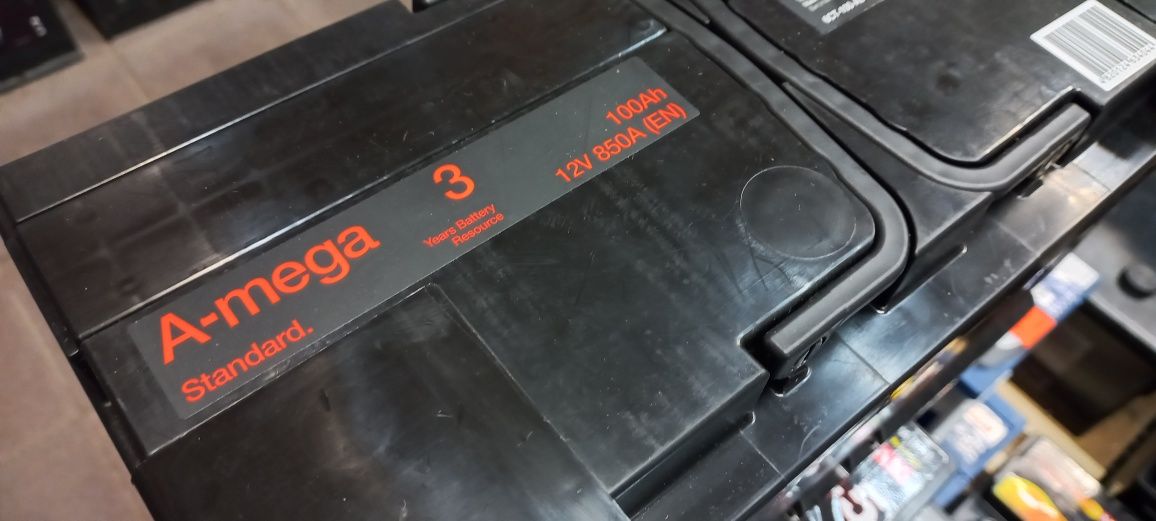 A-mega
Standard.
3
Years Battery
Resource
100Ah
12V 850A (EN)